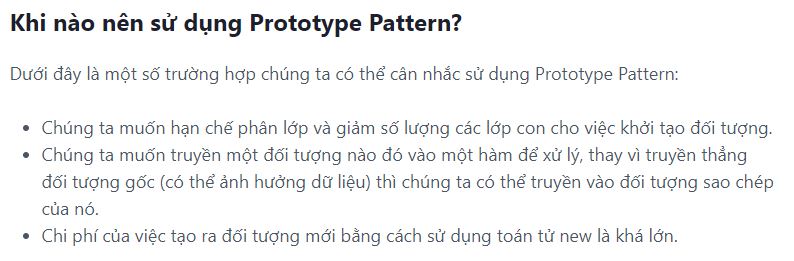 Khi nào nên sử dụng Prototype Pattern?
Dưới đây là một số trường hợp chúng ta có thể cân nhắc sử dụng Prototype Pattern:
• Chúng ta muốn hạn chế phân lớp và giảm số lượng các lớp con cho việc khởi tạo đối tượng.
• Chúng ta muốn truyền một đối tượng nào đó vào một hàm để xử lý, thay vì truyền thẳng
đối tượng gốc (có thể ảnh hưởng dữ liệu) thì chúng ta có thể truyền vào đối tượng sao chép
của nó.
• Chi phí của việc tạo ra đối tượng mới bằng cách sử dụng toán tử new là khá lớn.